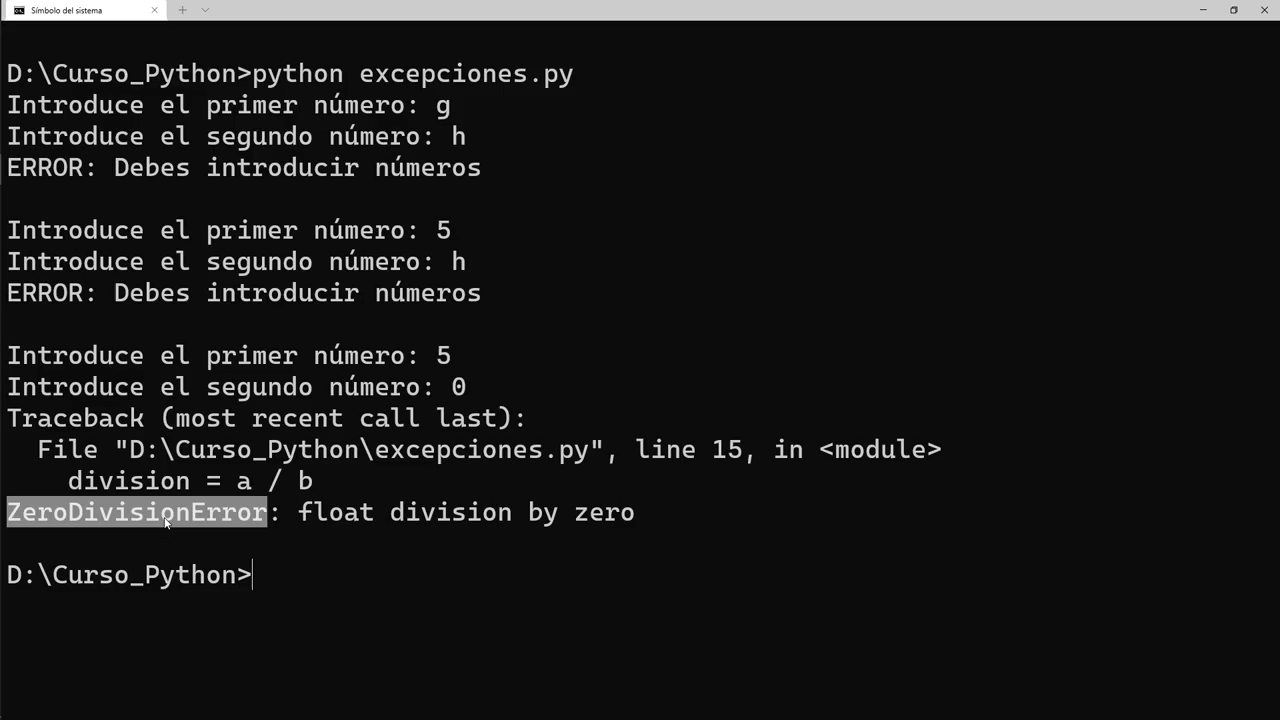 Símbolo del sistema
D:\Curso_Python>python excepciones.py
Introduce el primer número: g
Introduce el segundo número: h
ERROR: Debes introducir números
Introduce el primer número: 5
Introduce el segundo número: h
ERROR: Debes introducir números
Introduce el primer número: 5
Introduce el segundo número: 0
Traceback (most recent call last):
  File "D:\Curso_Python\excepciones.py", line 15, in <module>
    division = a / b
ZeroDivisionError: float division by zero
D:\Curso_Python>